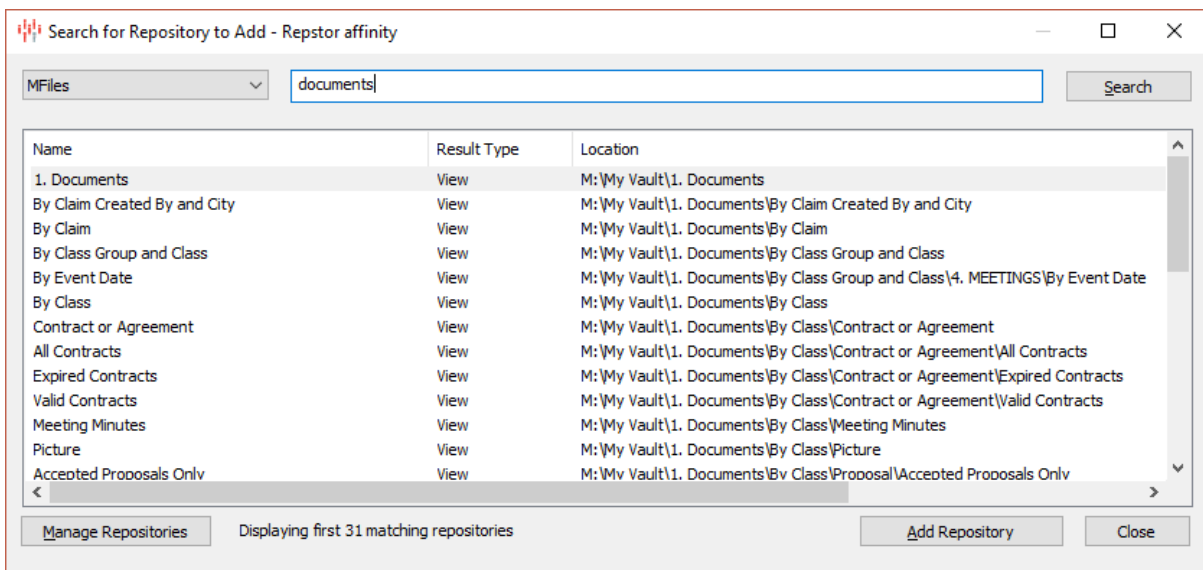 Search for Repository to Add - Repstor affinity
MFiles documents Search
Name Result Type Location
1. Documents View M:\My Vault\1. Documents
By Claim Created By and City View M:\My Vault\1. Documents\By Claim Created By and City
By Claim View M:\My Vault\1. Documents\By Claim
By Class Group and Class View M:\My Vault\1. Documents\By Class Group and Class
By Event Date View M:\My Vault\1. Documents\By Class Group and Class\4. MEETINGS\By Event Date
By Class View M:\My Vault\1. Documents\By Class
Contract or Agreement View M:\My Vault\1. Documents\By Class\Contract or Agreement
All Contracts View M:\My Vault\1. Documents\By Class\Contract or Agreement\All Contracts
Expired Contracts View M:\My Vault\1. Documents\By Class\Contract or Agreement\Expired Contracts
Valid Contracts View M:\My Vault\1. Documents\By Class\Contract or Agreement\Valid Contracts
Meeting Minutes View M:\My Vault\1. Documents\By Class\Meeting Minutes
Picture View M:\My Vault\1. Documents\By Class\Picture
Accepted Proposals Only View M:\My Vault\1. Documents\By Class\Proposal\Accepted Proposals Only
Manage Repositories Displaying first 31 matching repositories Add Repository Close